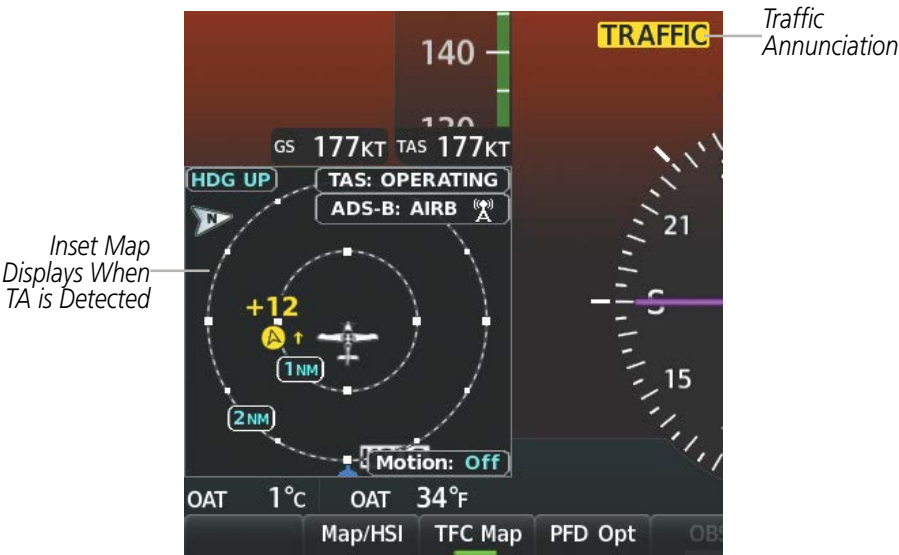 Traffic
Annunciation
TRAFFIC
140
GS 177KT TAS 177KT
HDG UP
TAS: OPERATING
ADS-B: AIRB
N
21
S
15
Inset Map
Displays When
TA is Detected
+12
1NM
2NM
Motion: Off
OAT 1°C OAT 34°F
Map/HSI TFC Map PFD Opt OBS